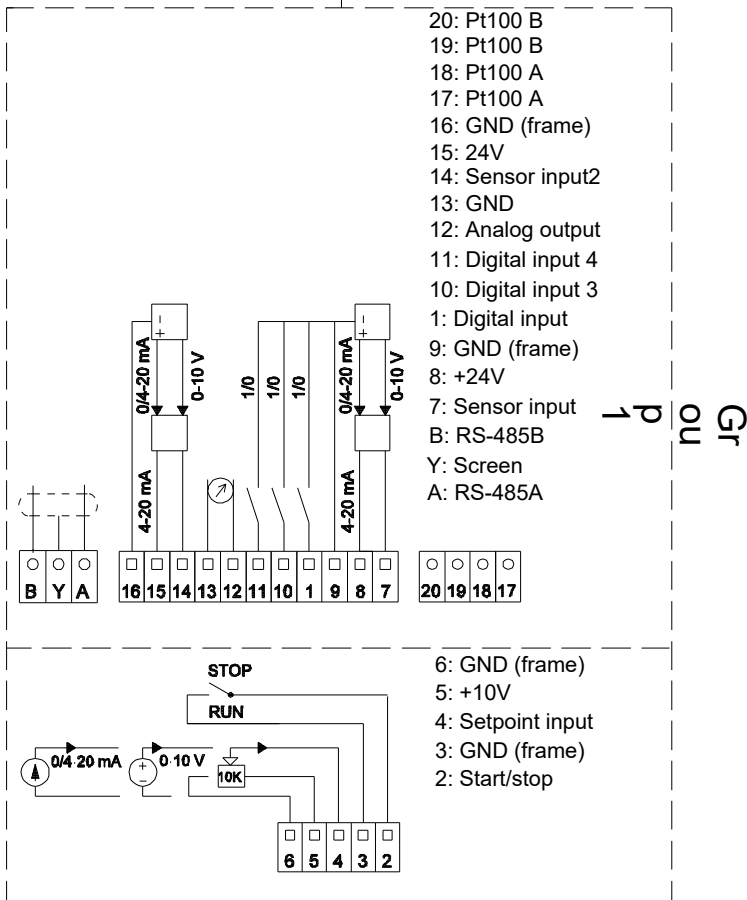 20: Pt100 B
19: Pt100 B
18: Pt100 A
17: Pt100 A
16: GND (frame)
15: 24V
14: Sensor input2
13: GND
12: Analog output
11: Digital input 4
10: Digital input 3
1: Digital input
9: GND (frame)
8: +24V
7: Sensor input
B: RS-485B
Y: Screen
A: RS-485A
Gr
ou
p
1
- +
0/4-20 mA
0-10 V
4-20 mA
1/0
1/0
1/0
- +
0/4-20 mA
0-10 V
4-20 mA
B Y A
16 15 14 13 12 11 10 1 9 8 7
20 19 18 17
STOP
RUN
0/4-20 mA
+
-
0-10 V
10K
6 5 4 3 2
6: GND (frame)
5: +10V
4: Setpoint input
3: GND (frame)
2: Start/stop